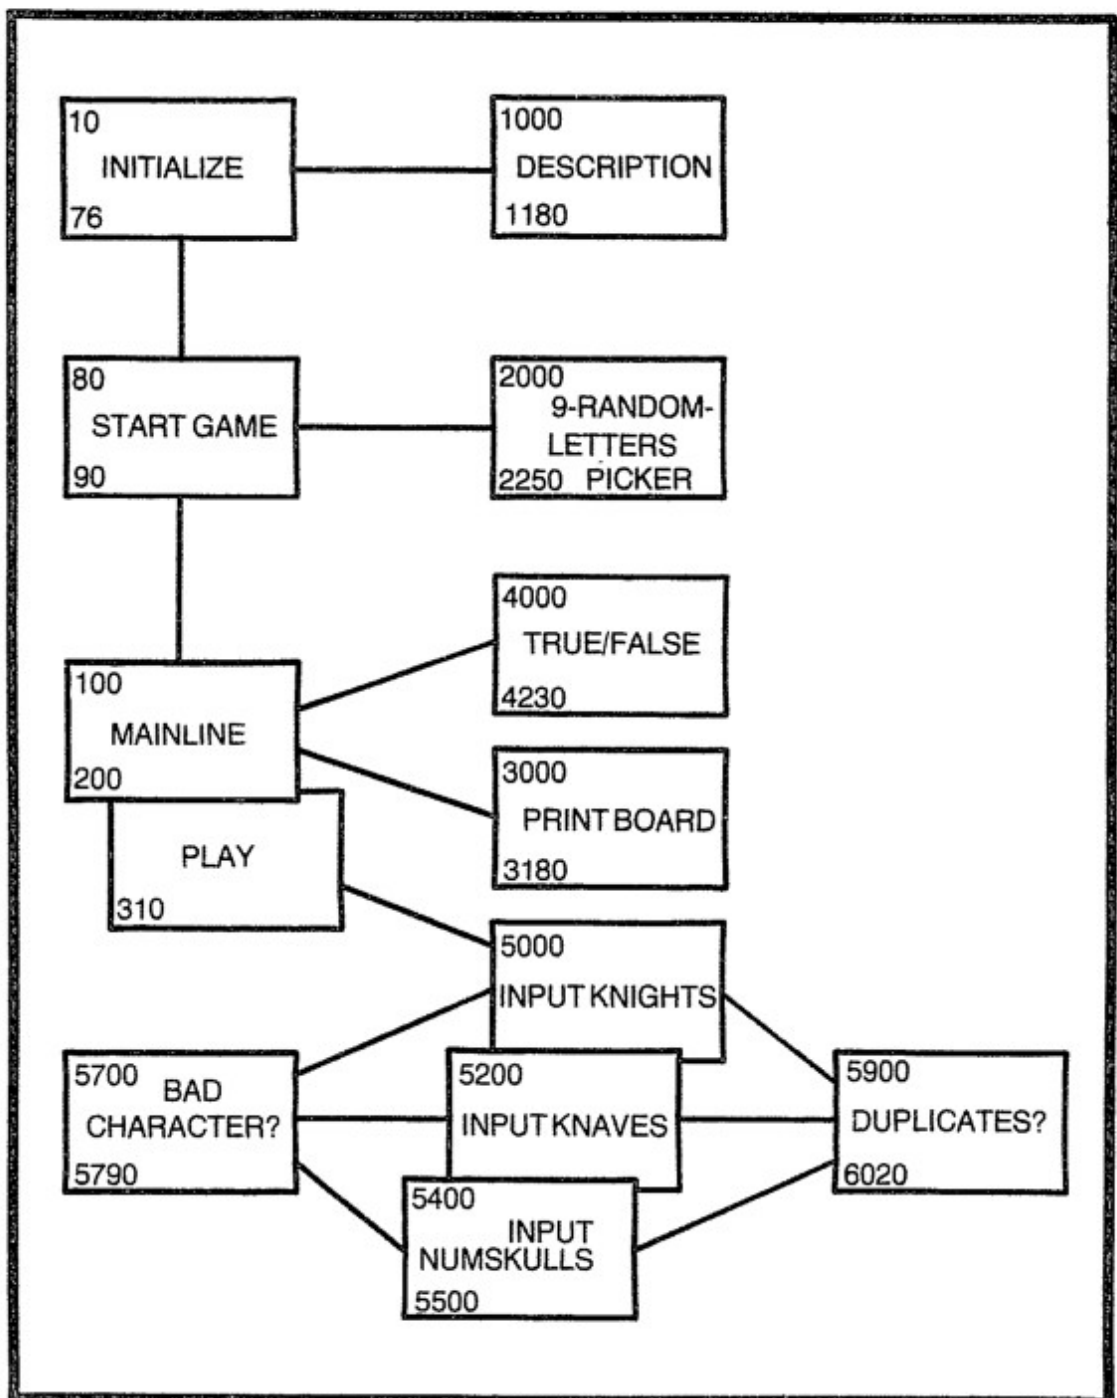 10
INITIALIZE
76
1000
DESCRIPTION
1180
80
START GAME
90
2000
9-RANDOM-
LETTERS
2250 PICKER
4000
TRUE/FALSE
4230
100
MAINLINE
200
3000
PRINT BOARD
3180
PLAY
310
5000
INPUT KNIGHTS
5700 BAD
CHARACTER?
5790
5200
INPUT KNAVES
5900
DUPLICATES?
6020
5400
INPUT
NUMSKULLS
5500